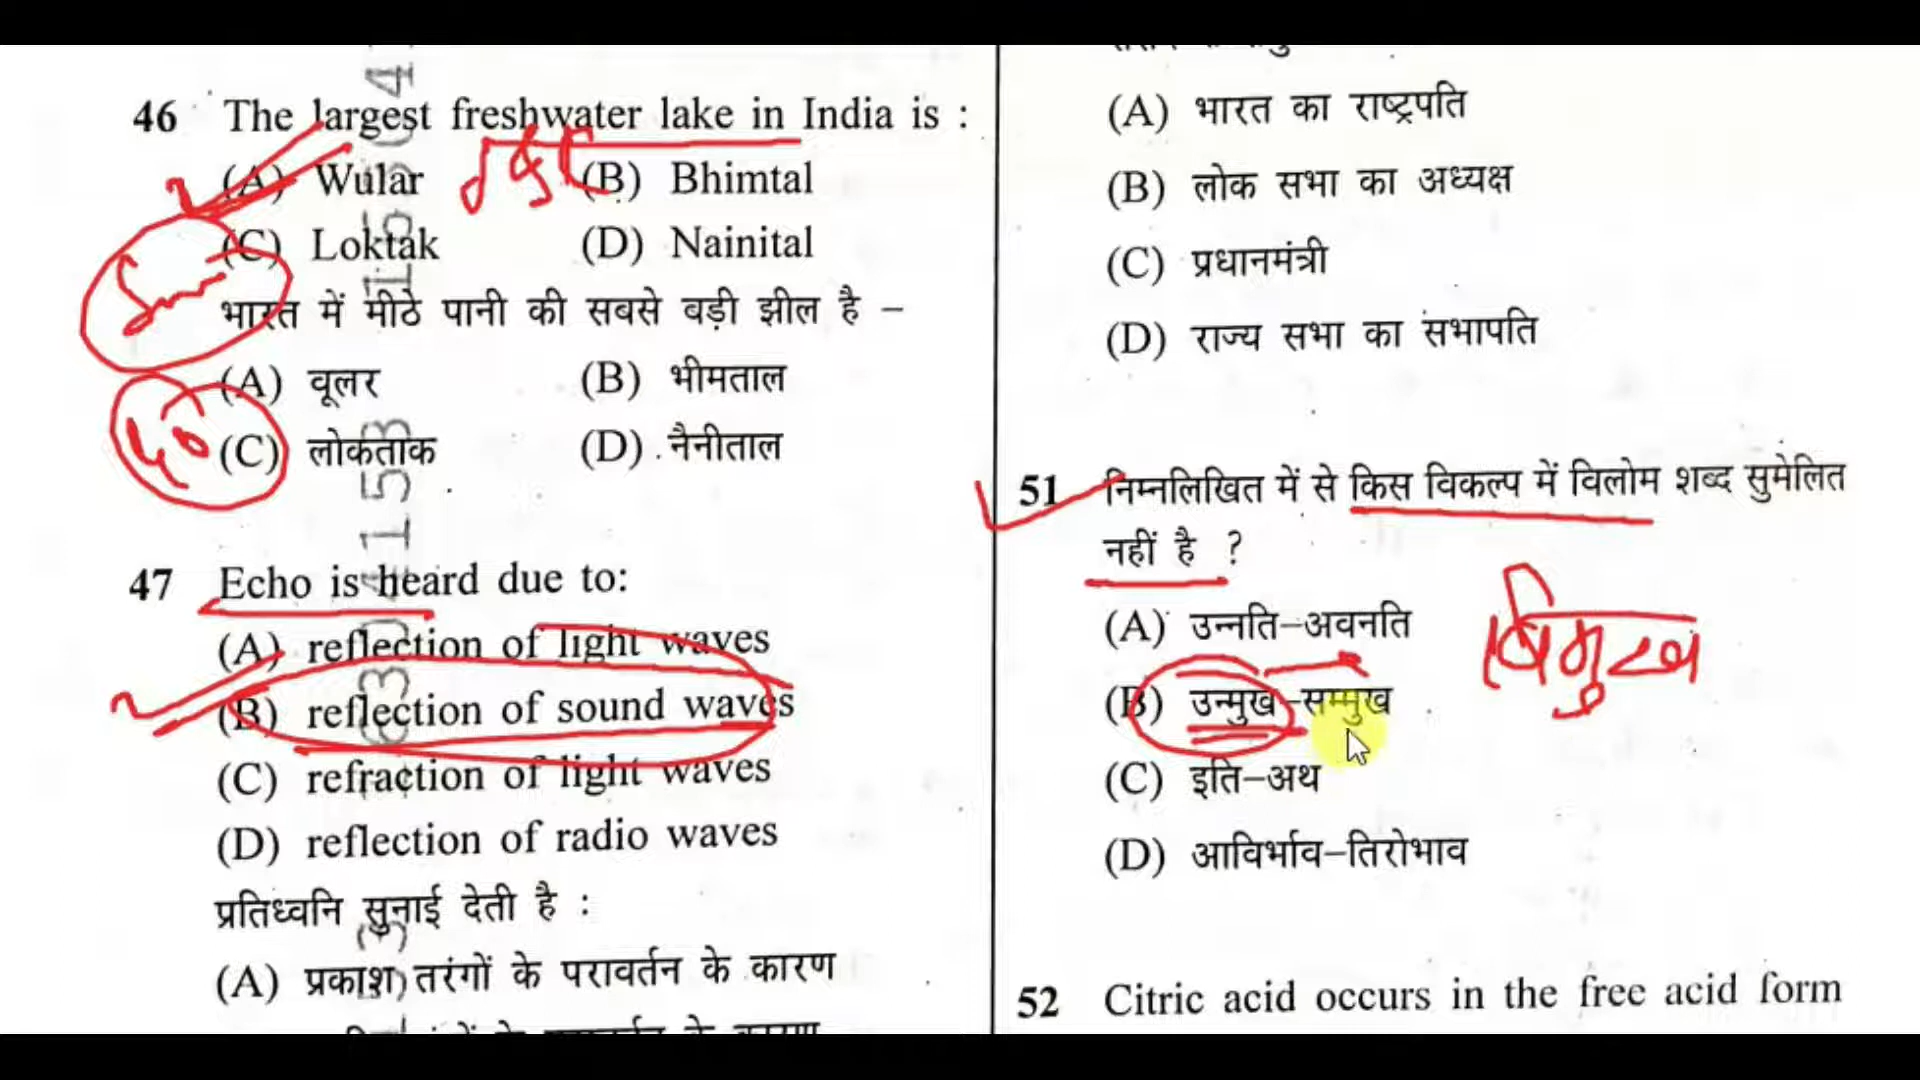 46 The largest freshwater lake in India is :
(A) Wular (B) Bhimtal
(C) Loktak (D) Nainital
भारत में मीठे पानी की सबसे बड़ी झील है –
(A) वूलर (B) भीमताल
(C) लोकताक (D) नैनीताल
47 Echo is heard due to:
(A) reflection of light waves
(B) reflection of sound waves
(C) refraction of light waves
(D) reflection of radio waves
प्रतिध्वनि सुनाई देती है :
(A) प्रकाश तरंगों के परावर्तन के कारण
(A) भारत का राष्ट्रपति
(B) लोक सभा का अध्यक्ष
(C) प्रधानमंत्री
(D) राज्य सभा का सभापति
51 निम्नलिखित में से किस विकल्प में विलोम शब्द सुमेलित
नहीं है ?
(A) उन्नति–अवनति
(B) उन्मुख–सम्मुख
विमुख
(C) इति–अथ
(D) आविर्भाव–तिरोभाव
52 Citric acid occurs in the free acid form